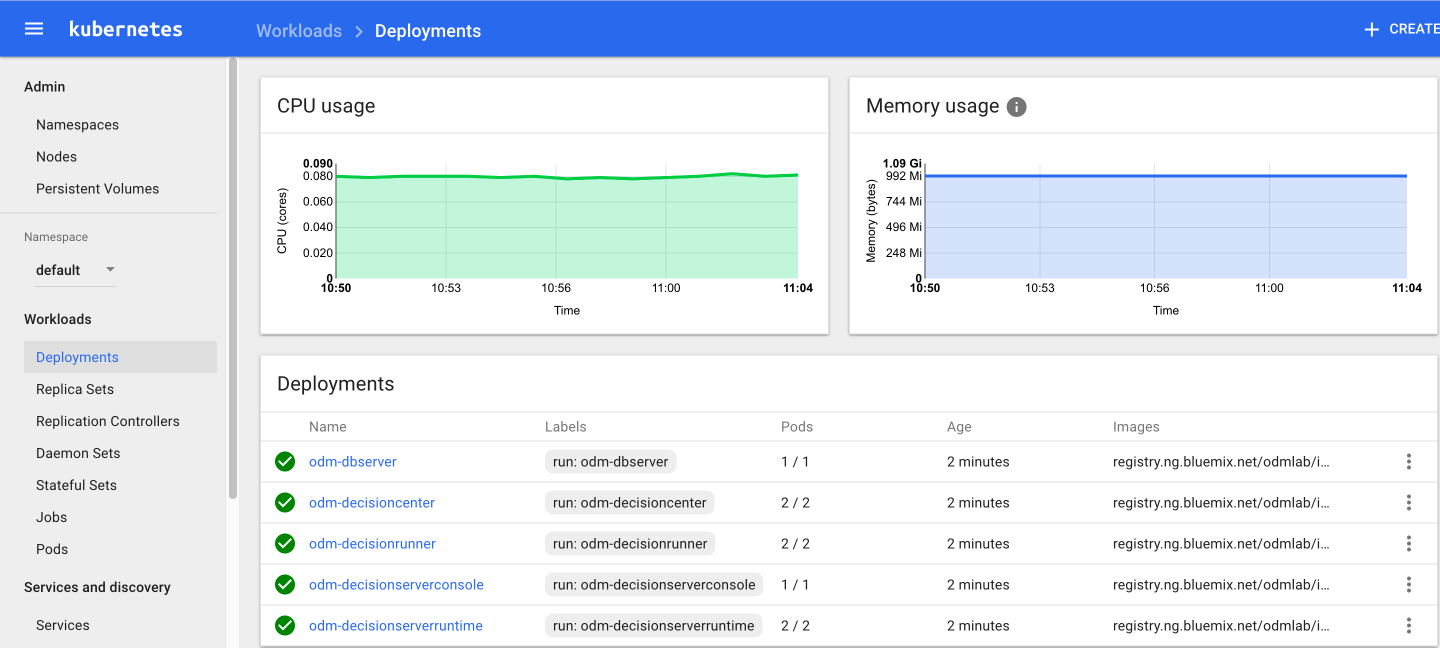 kubernetes
Workloads > Deployments
+ CREATE
Admin
Namespaces
Nodes
Persistent Volumes
Namespace
default
Workloads
Deployments
Replica Sets
Replication Controllers
Daemon Sets
Stateful Sets
Jobs
Pods
Services and discovery
Services
CPU usage
CPU (cores)
0.090
0.080
0.060
0.040
0.020
0
10:50 10:53 10:56 11:00 11:04
Time
Memory usage i
Memory (bytes)
1.09 Gi
992 Mi
744 Mi
496 Mi
248 Mi
0
10:50 10:53 10:56 11:00 11:04
Time
Deployments
Name Labels Pods Age Images
odm-dbserver run: odm-dbserver 1 / 1 2 minutes registry.ng.bluemix.net/odmlab/i...
odm-decisioncenter run: odm-decisioncenter 2 / 2 2 minutes registry.ng.bluemix.net/odmlab/i...
odm-decisionrunner run: odm-decisionrunner 2 / 2 2 minutes registry.ng.bluemix.net/odmlab/i...
odm-decisionserverconsole run: odm-decisionserverconsole 1 / 1 2 minutes registry.ng.bluemix.net/odmlab/i...
odm-decisionserverruntime run: odm-decisionserverruntime 2 / 2 2 minutes registry.ng.bluemix.net/odmlab/i...